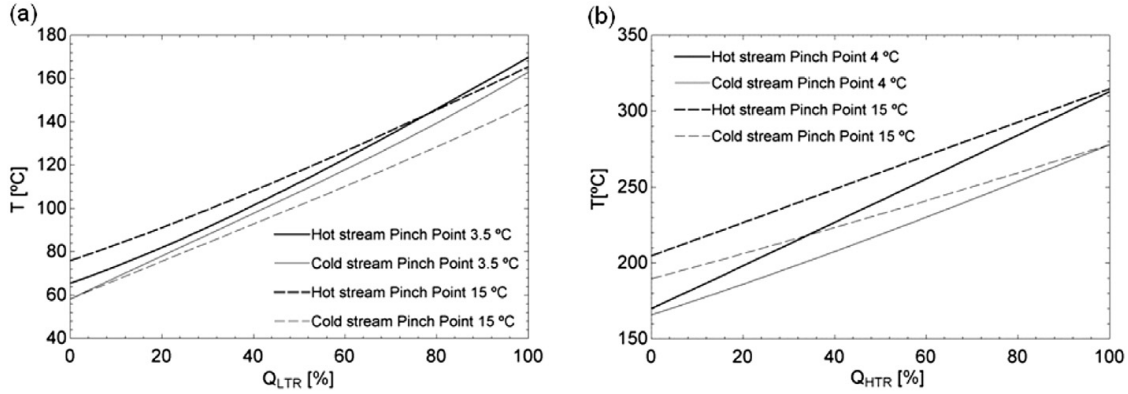 (a)
180
160
140
120
100
80
60
40
T [ºC]
Hot stream Pinch Point 3.5 ºC
Cold stream Pinch Point 3.5 ºC
Hot stream Pinch Point 15 ºC
Cold stream Pinch Point 15 ºC
0 20 40 60 80 100
Q_LTR [%]
(b)
350
300
250
200
150
T[ºC]
Hot stream Pinch Point 4 ºC
Cold stream Pinch Point 4 ºC
Hot stream Pinch Point 15 ºC
Cold stream Pinch Point 15 ºC
0 20 40 60 80 100
Q_HTR [%]